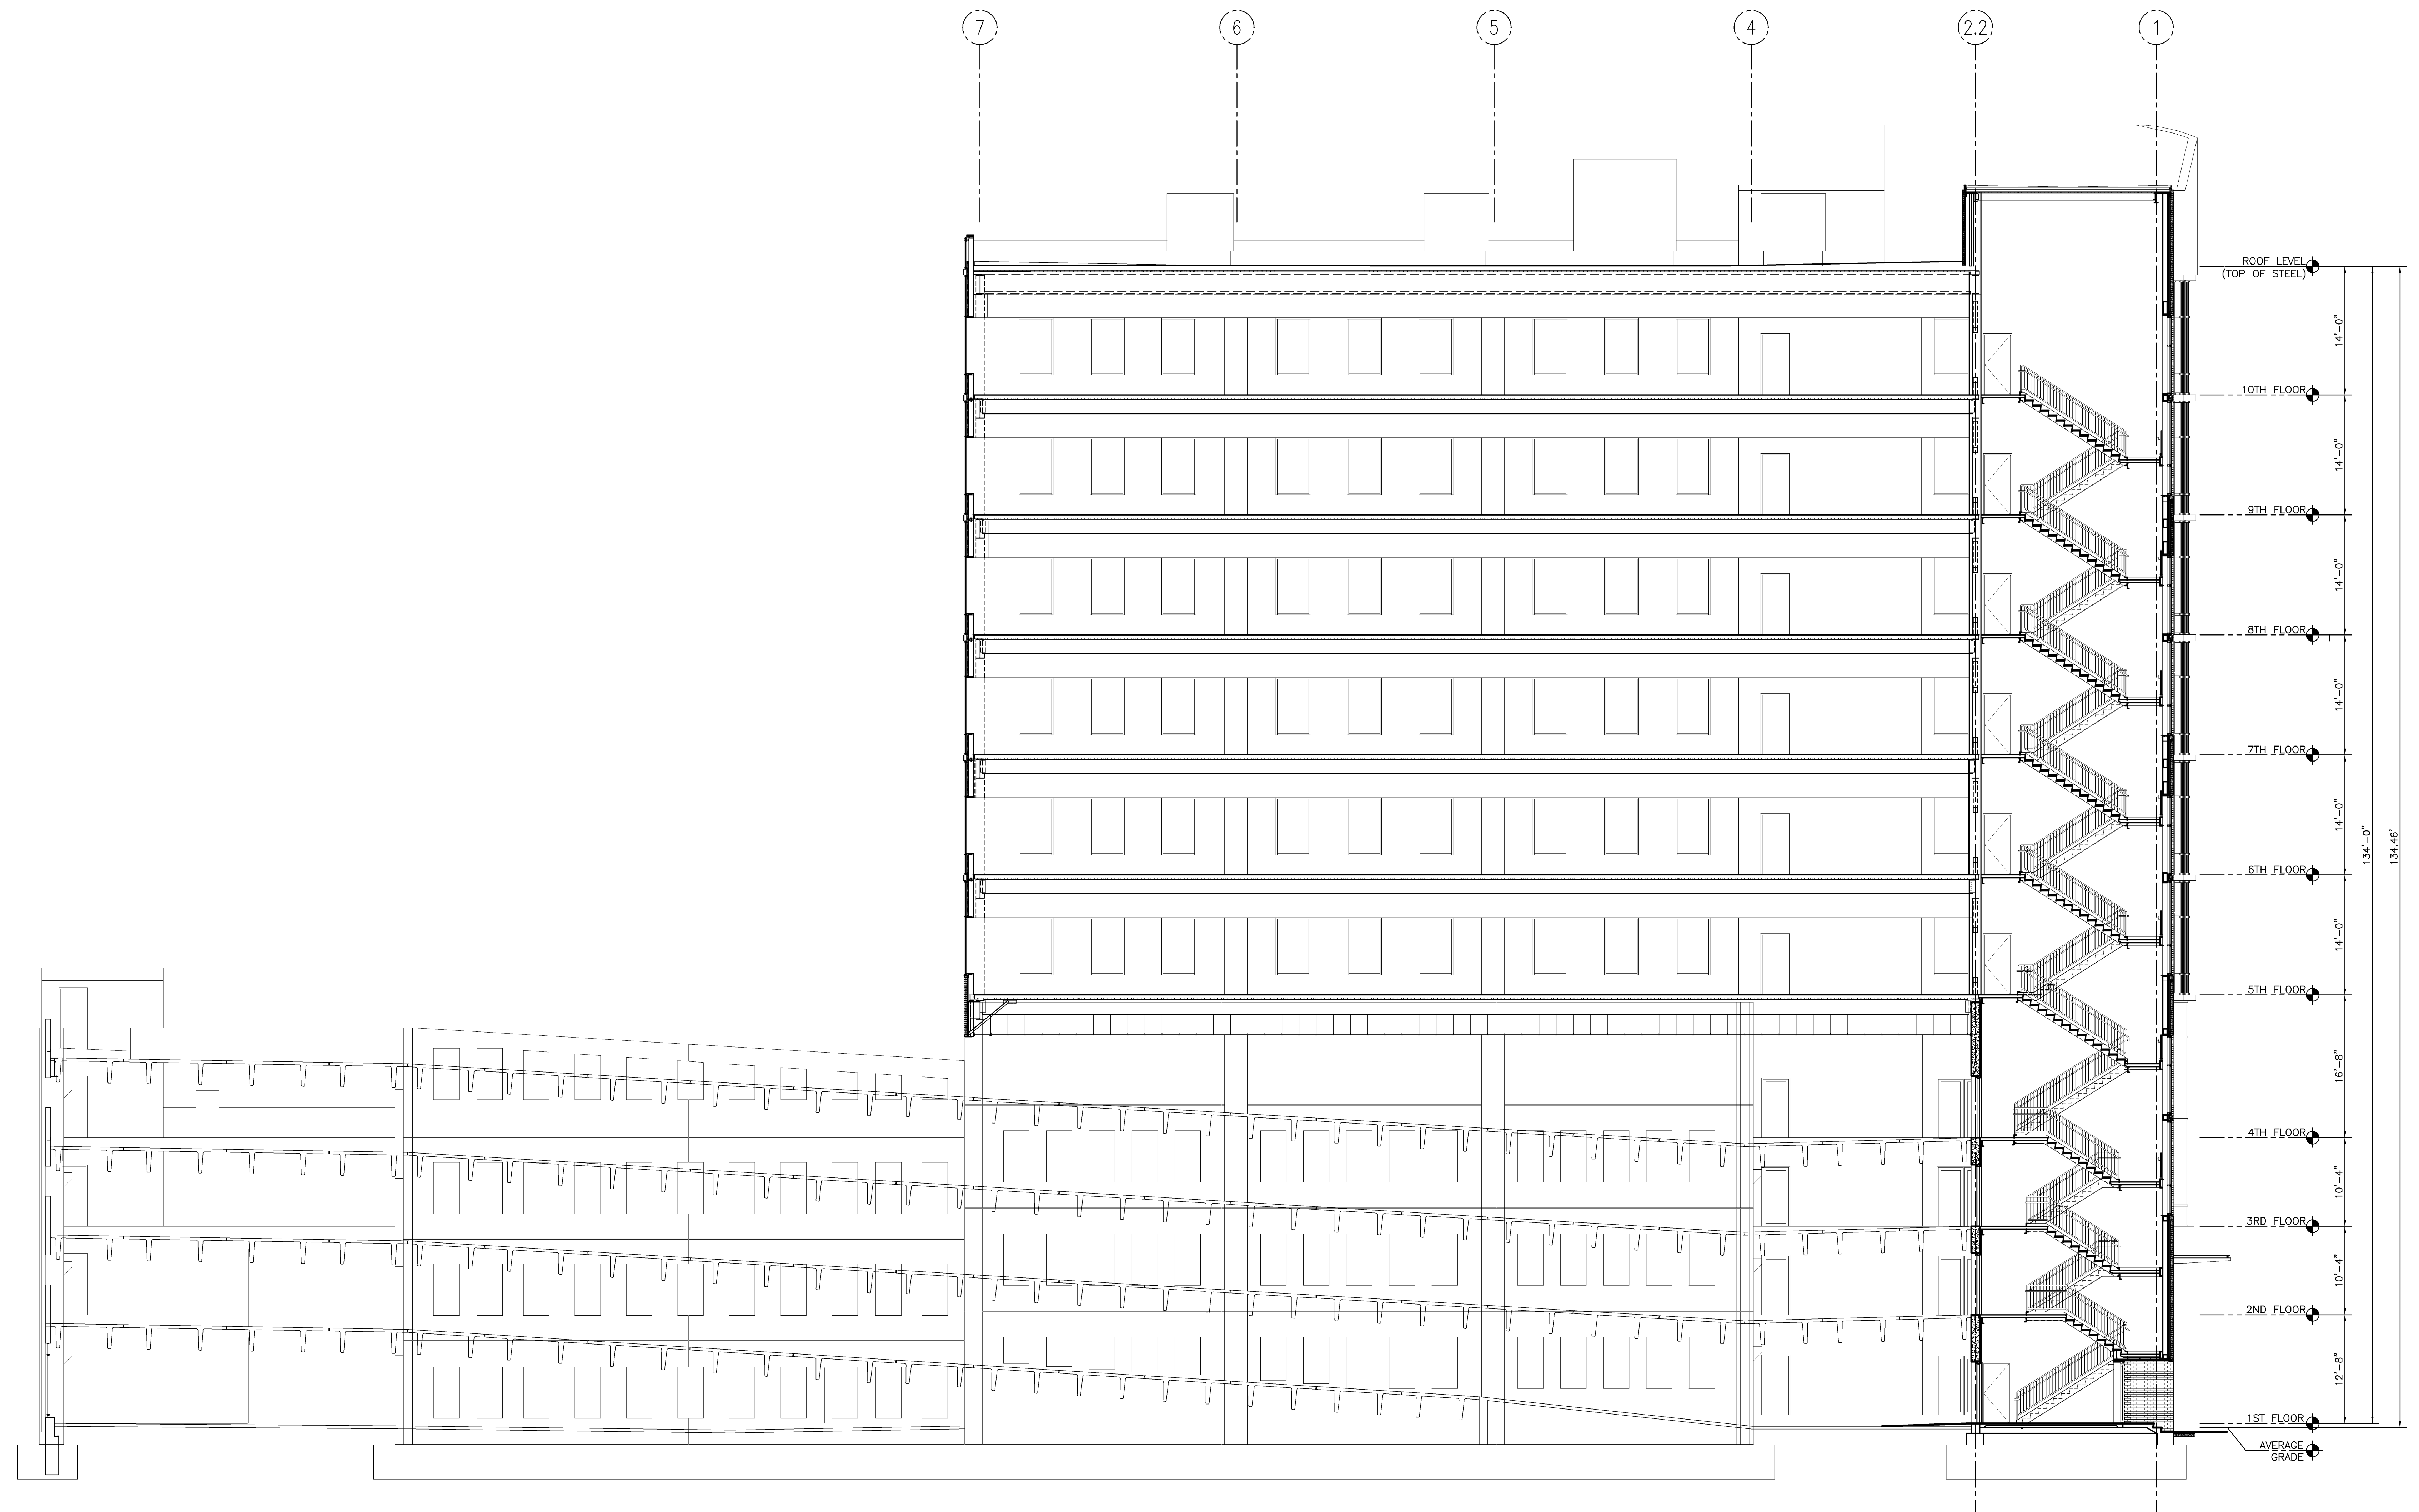 7
6
5
4
2.2
1
ROOF LEVEL
(TOP OF STEEL)
14'-0"
10TH FLOOR
14'-0"
9TH FLOOR
14'-0"
8TH FLOOR
14'-0"
7TH FLOOR
14'-0"
134'-0"
134.46'
6TH FLOOR
14'-0"
5TH FLOOR
16'-8"
4TH FLOOR
10'-4"
3RD FLOOR
10'-4"
2ND FLOOR
12'-8"
1ST FLOOR
AVERAGE
GRADE